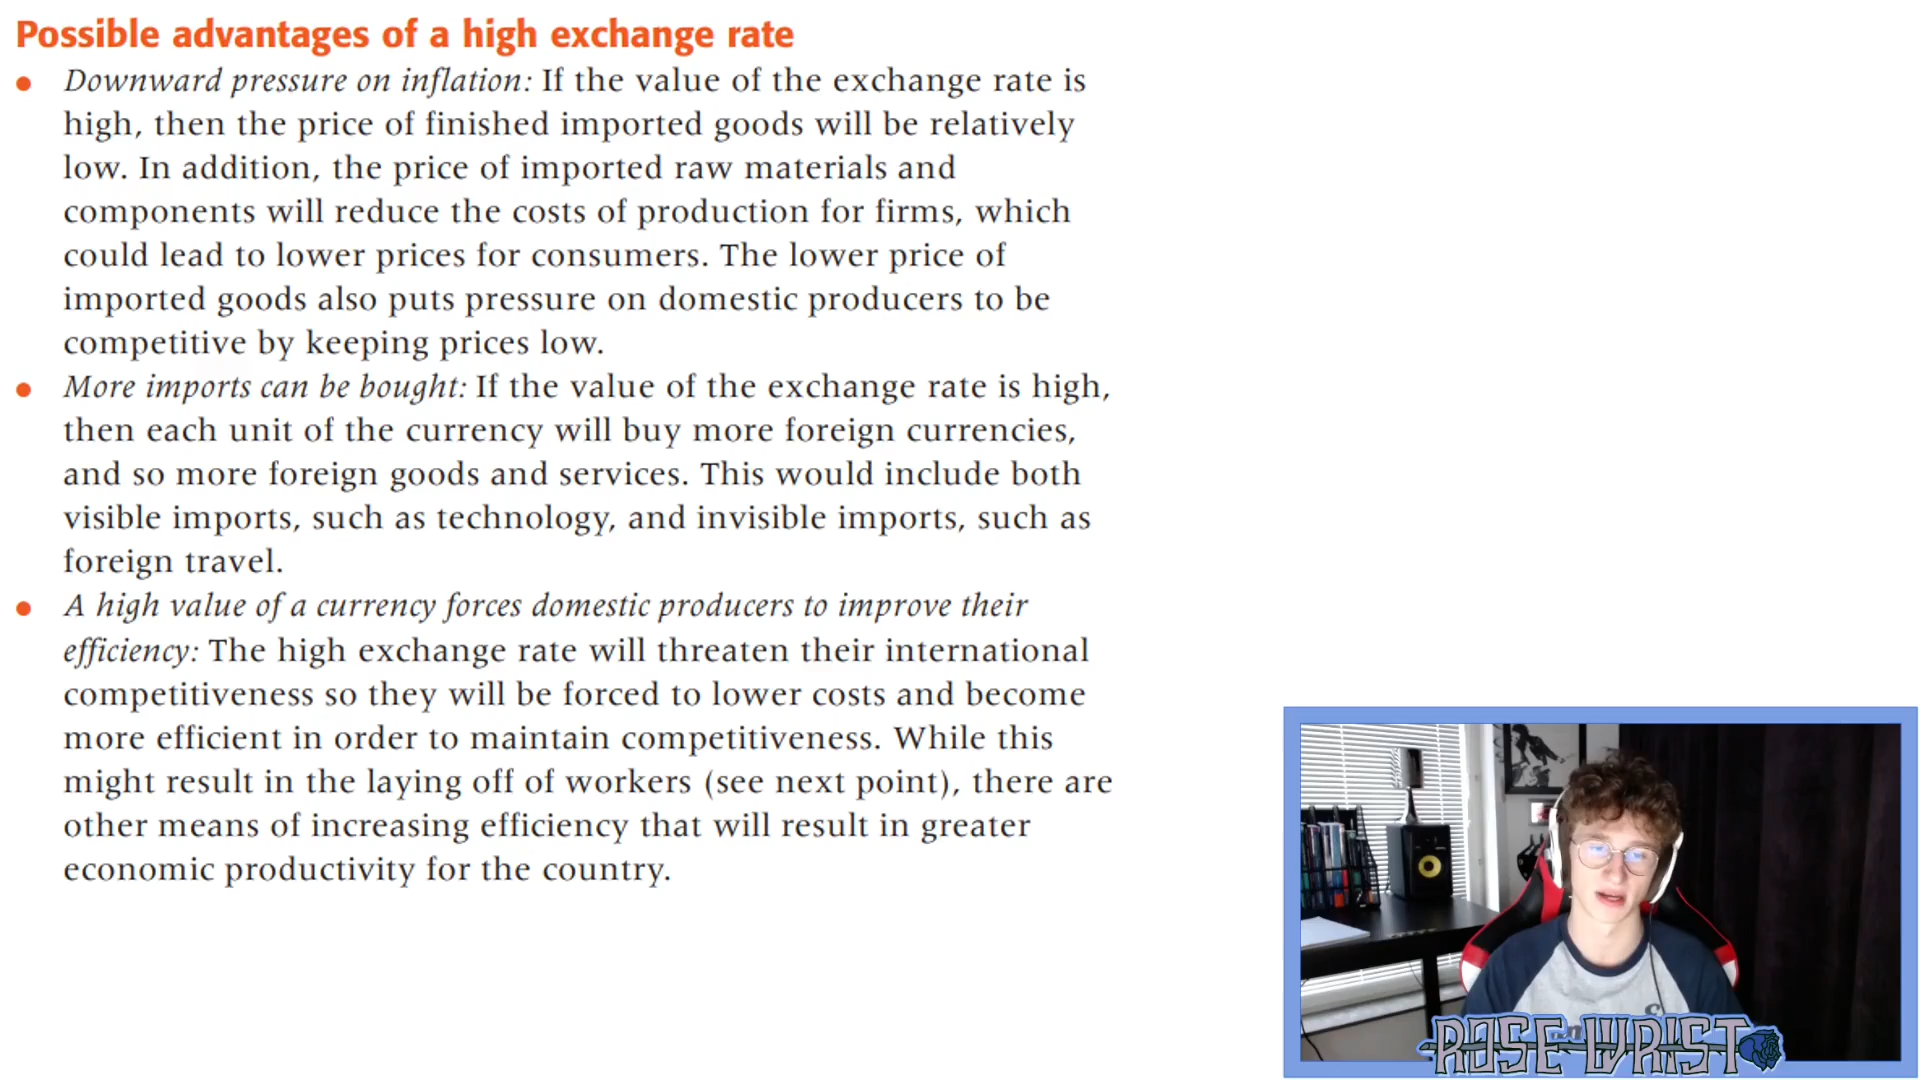 Possible advantages of a high exchange rate
• Downward pressure on inflation: If the value of the exchange rate is
high, then the price of finished imported goods will be relatively
low. In addition, the price of imported raw materials and
components will reduce the costs of production for firms, which
could lead to lower prices for consumers. The lower price of
imported goods also puts pressure on domestic producers to be
competitive by keeping prices low.
• More imports can be bought: If the value of the exchange rate is high,
then each unit of the currency will buy more foreign currencies,
and so more foreign goods and services. This would include both
visible imports, such as technology, and invisible imports, such as
foreign travel.
• A high value of a currency forces domestic producers to improve their
efficiency: The high exchange rate will threaten their international
competitiveness so they will be forced to lower costs and become
more efficient in order to maintain competitiveness. While this
might result in the laying off of workers (see next point), there are
other means of increasing efficiency that will result in greater
economic productivity for the country.
ROSE WRIST